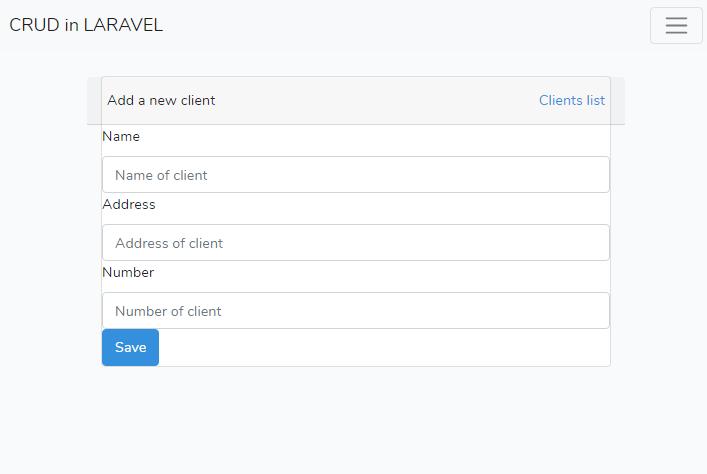 CRUD in LARAVEL
Add a new client Clients list
Name
Name of client
Address
Address of client
Number
Number of client
Save